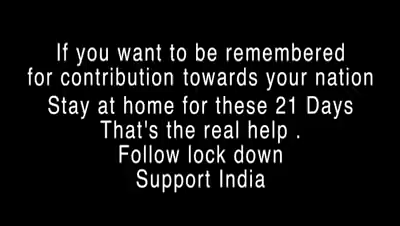 If you want to be remembered
for contribution towards your nation
Stay at home for these 21 Days
That's the real help .
Follow lock down
Support India